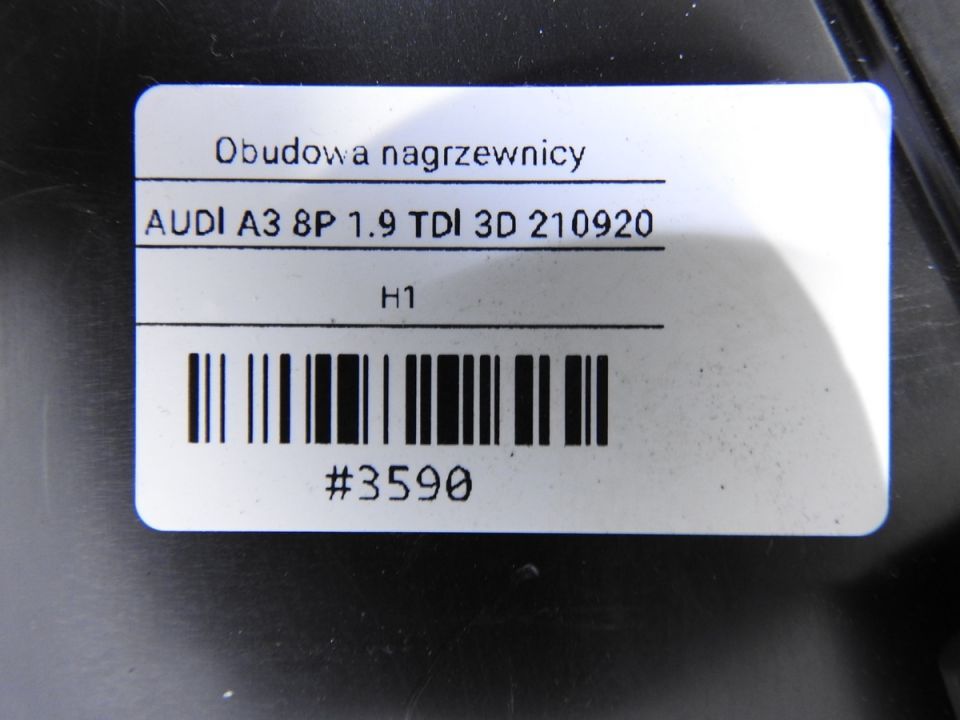 Obudowa nagrzewnicy
AUDI A3 8P 1.9 TDI 3D 210920
H1
#3590